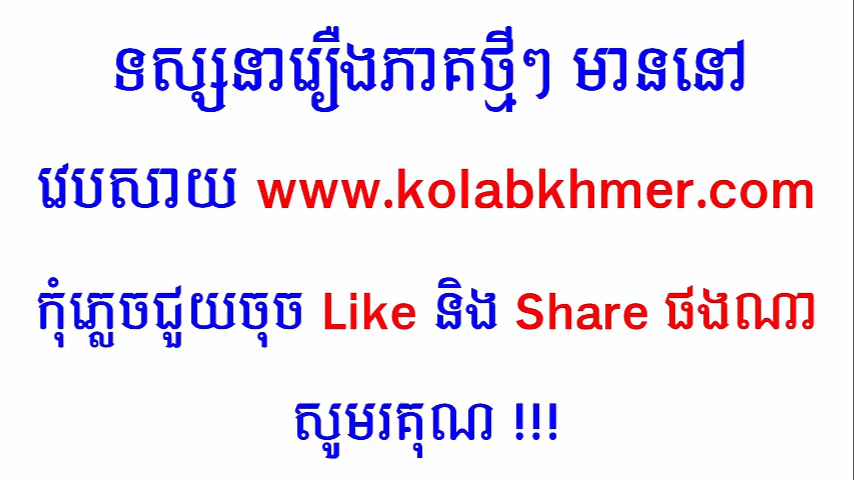 ទស្សនារឿងភាគថ្មីៗ មាននៅ
វេបសាយ www.kolabkhmer.com
កុំភ្លេចជួយចុច Like និង Share ផងណា
សូមរគុណ !!!